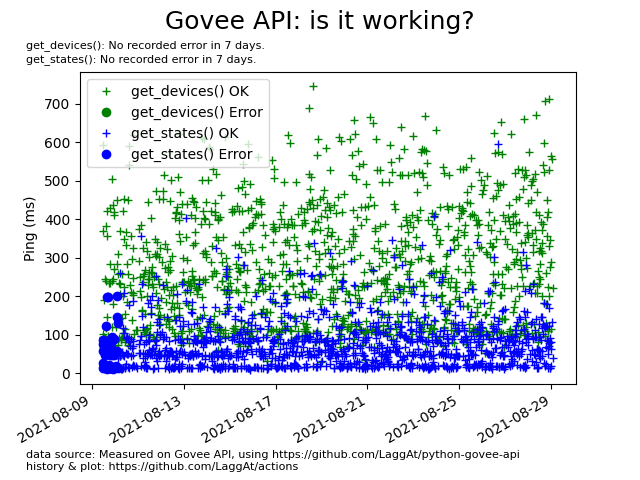 Govee API: is it working?
get_devices(): No recorded error in 7 days.
get_states(): No recorded error in 7 days.
get_devices() OK
get_devices() Error
get_states() OK
get_states() Error
Ping (ms)
700
600
500
400
300
200
100
0
2021-08-09
2021-08-13
2021-08-17
2021-08-21
2021-08-25
2021-08-29
data source: Measured on Govee API, using https://github.com/LaggAt/python-govee-api
history & plot: https://github.com/LaggAt/actions